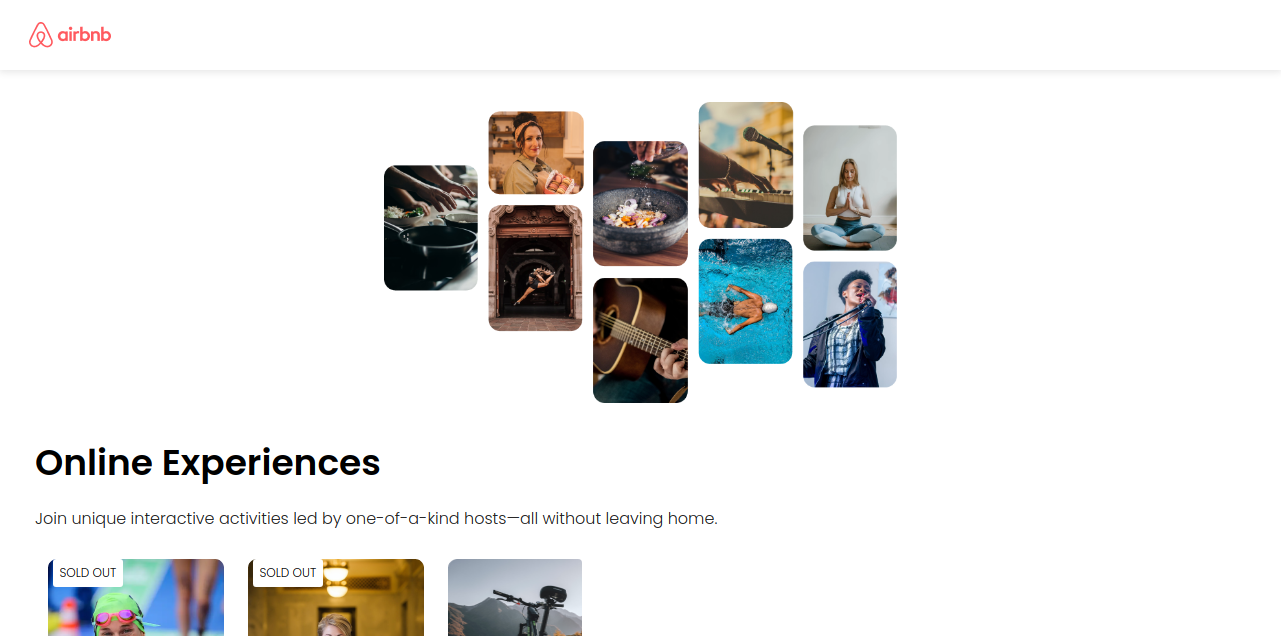 airbnb
Online Experiences
Join unique interactive activities led by one-of-a-kind hosts—all without leaving home.
SOLD OUT
SOLD OUT